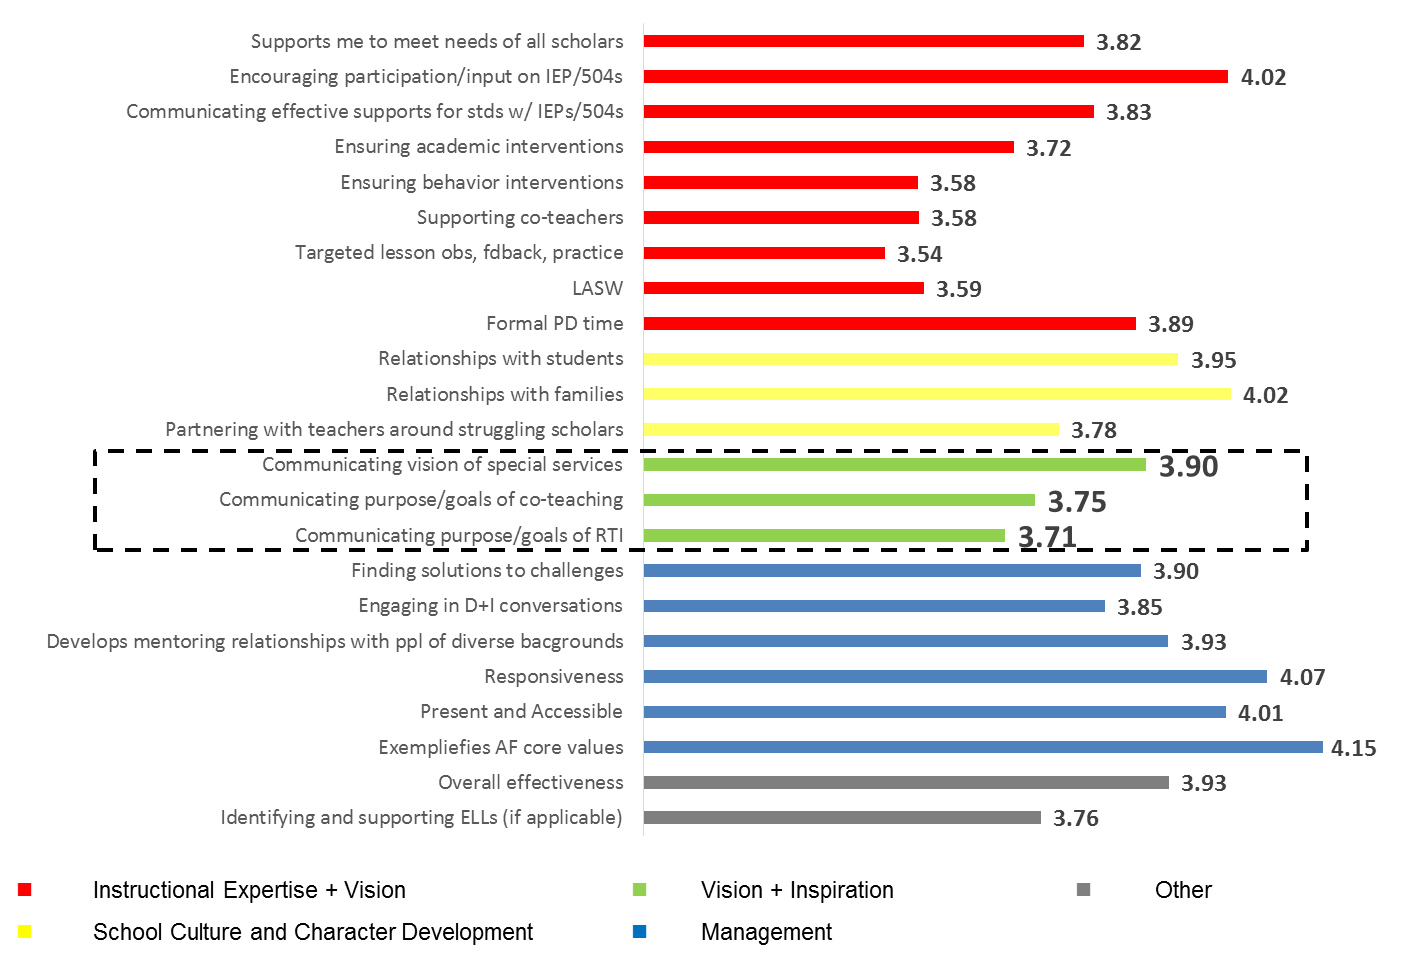 Supports me to meet needs of all scholars 3.82
Encouraging participation/input on IEP/504s 4.02
Communicating effective supports for stds w/ IEPs/504s 3.83
Ensuring academic interventions 3.72
Ensuring behavior interventions 3.58
Supporting co-teachers 3.58
Targeted lesson obs, fdback, practice 3.54
LASW 3.59
Formal PD time 3.89
Relationships with students 3.95
Relationships with families 4.02
Partnering with teachers around struggling scholars 3.78
Communicating vision of special services 3.90
Communicating purpose/goals of co-teaching 3.75
Communicating purpose/goals of RTI 3.71
Finding solutions to challenges 3.90
Engaging in D+I conversations 3.85
Develops mentoring relationships with ppl of diverse bacgrounds 3.93
Responsiveness 4.07
Present and Accessible 4.01
Exempliefies AF core values 4.15
Overall effectiveness 3.93
Identifying and supporting ELLs (if applicable) 3.76
Instructional Expertise + Vision Vision + Inspiration Other
School Culture and Character Development Management